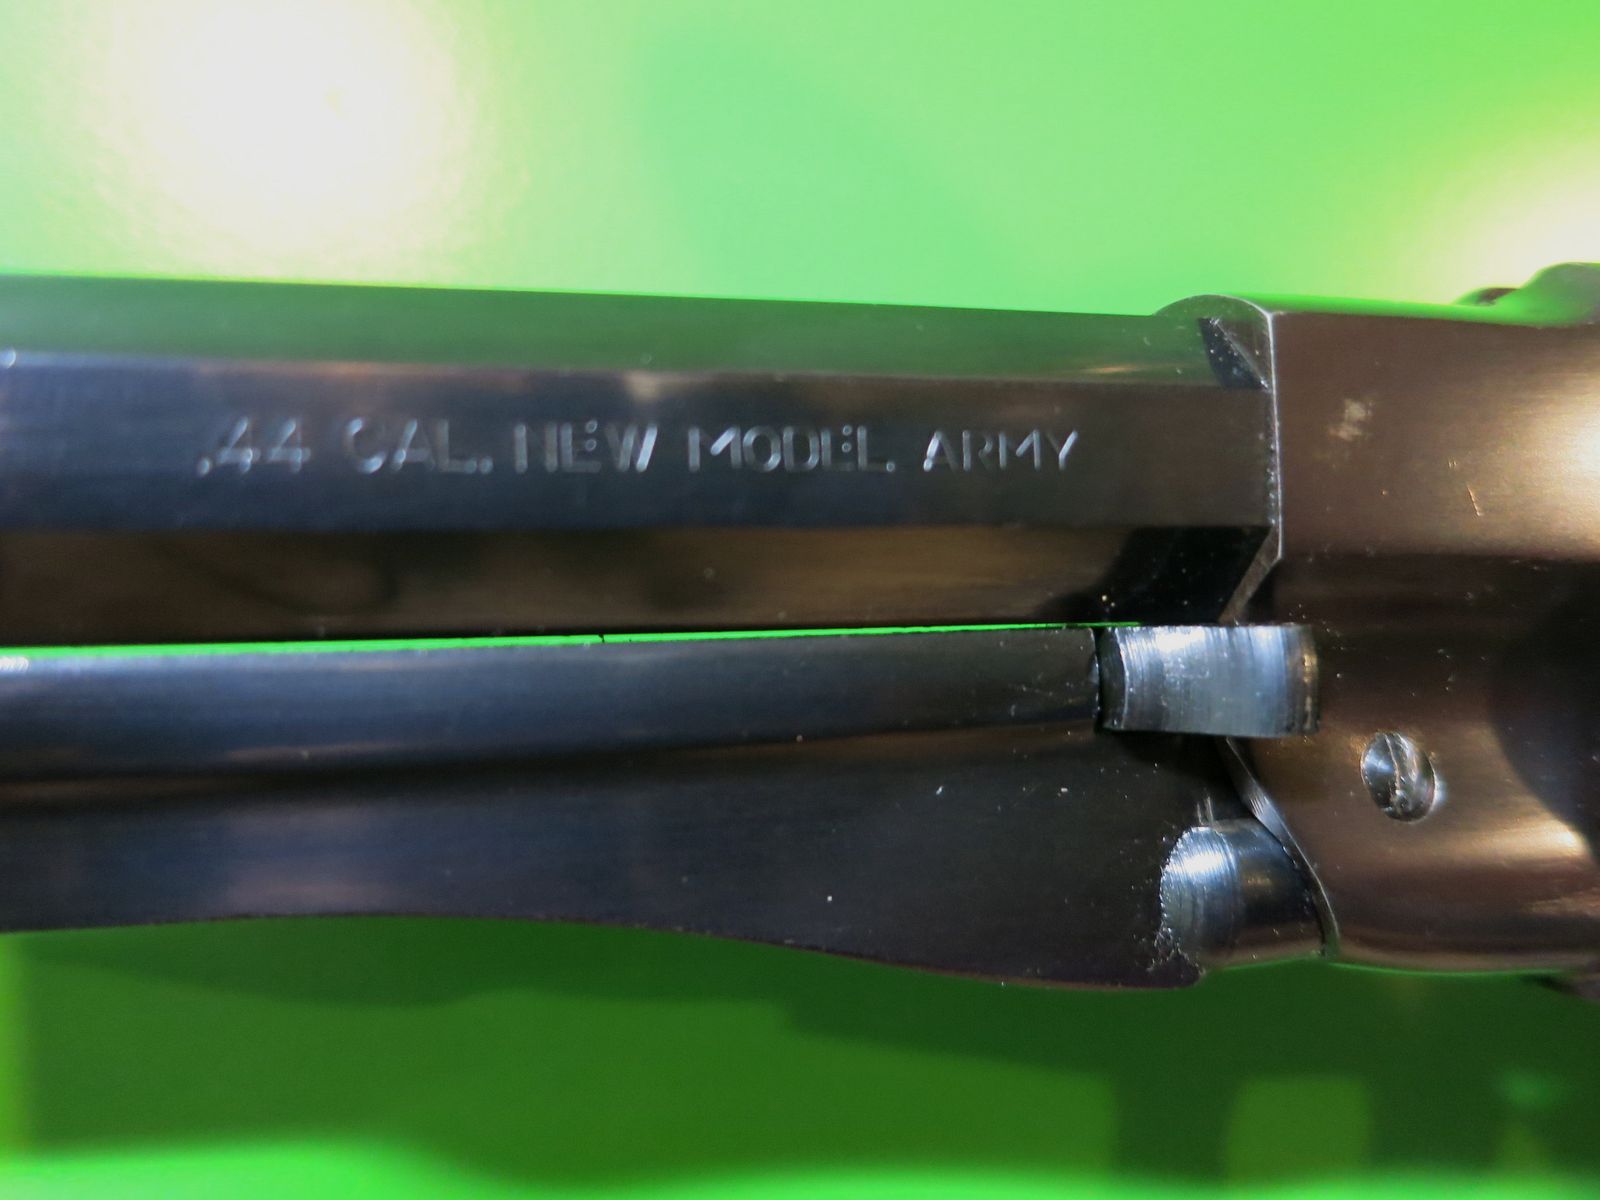 .44 CAL. NEW MODEL ARMY